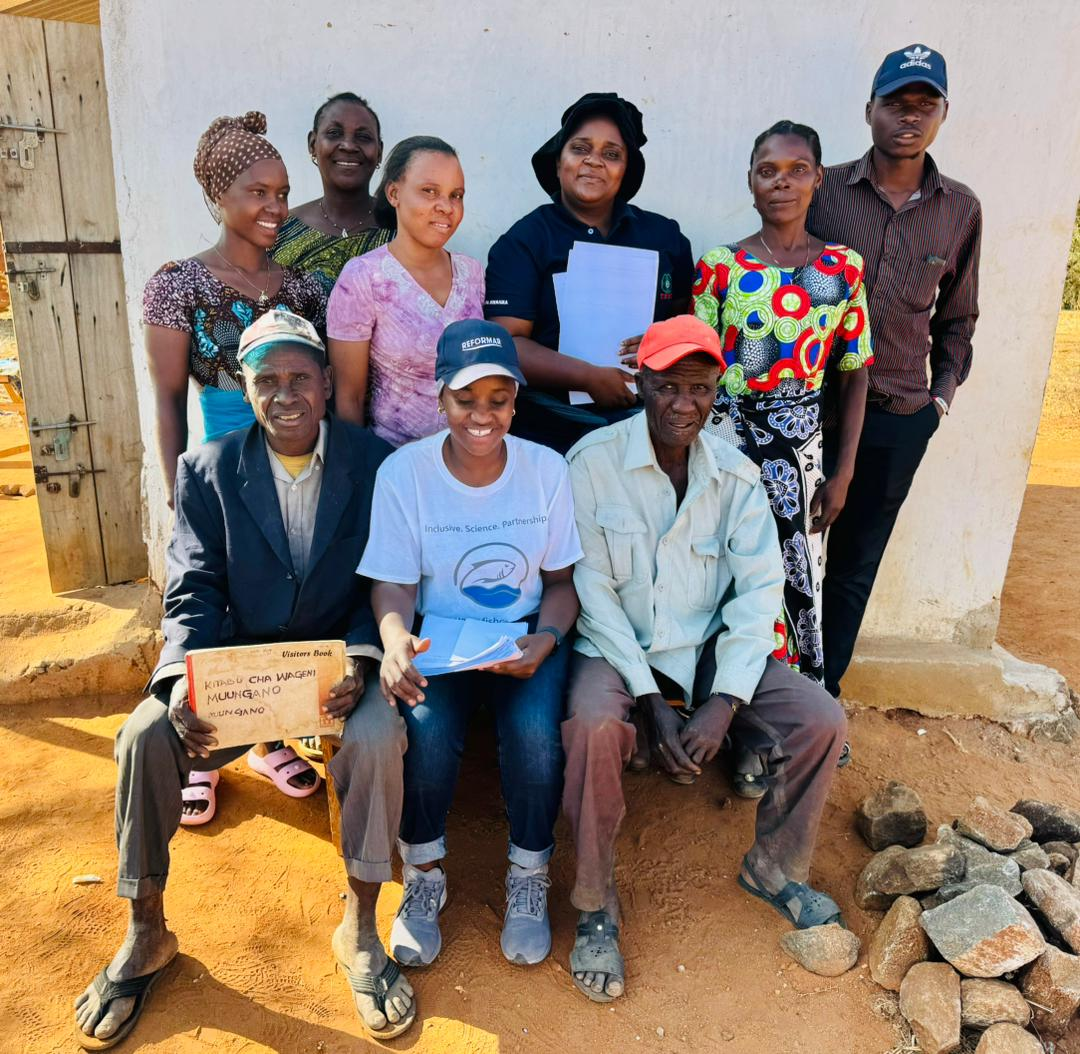 adidas
REFORMAR
Inclusive. Science. Partnership.
Visitors Book
KITABU CHA WAGENI
MUUNGANO
MUUNGANO